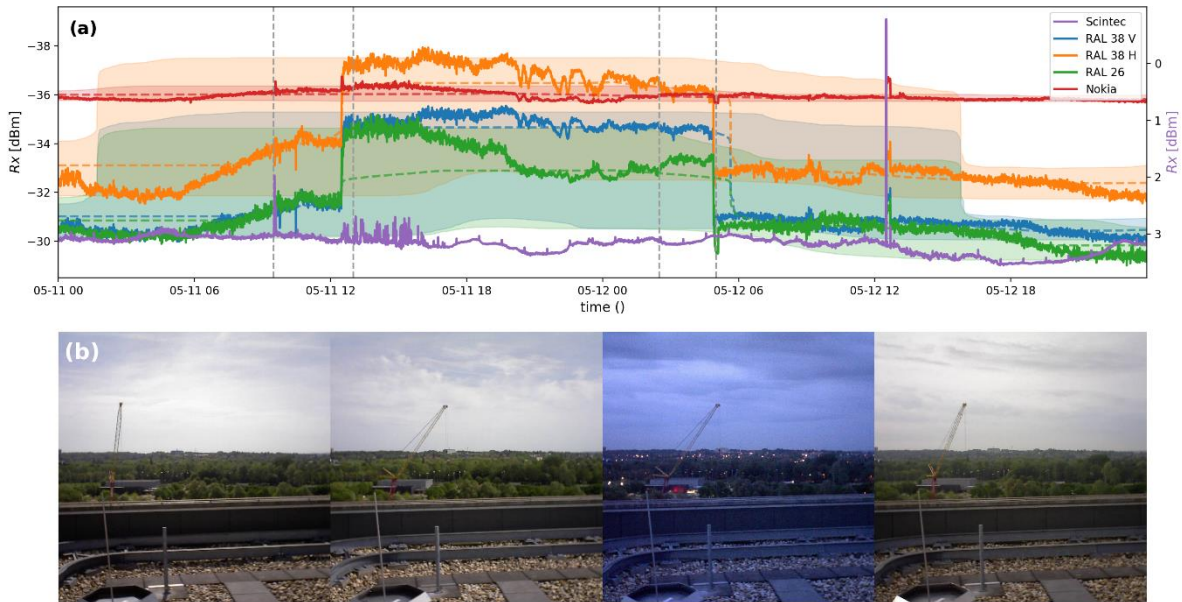 (a)
Scintec
RAL 38 V
RAL 38 H
RAL 26
Nokia
Rx [dBm]
−38
−36
−34
−32
−30
0
1
2
3
Rx [dBm]
05-11 00 05-11 06 05-11 12 05-11 18 05-12 00 05-12 06 05-12 12 05-12 18
time ()
(b)